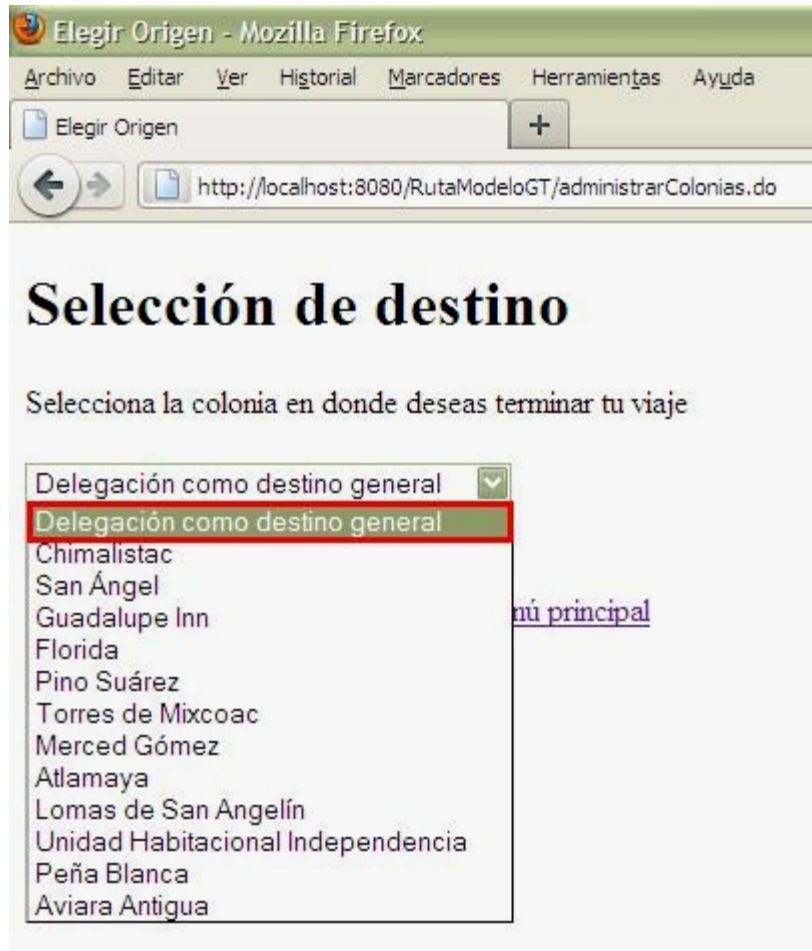 Elegir Origen - Mozilla Firefox
Archivo Editar Ver Historial Marcadores Herramientas Ayuda
Elegir Origen
http://localhost:8080/RutaModeloGT/administrarColonias.do
Selección de destino
Selecciona la colonia en donde deseas terminar tu viaje
Delegación como destino general
Delegación como destino general
Chimalistac
San Ángel
Guadalupe Inn
nú principal
Florida
Pino Suárez
Torres de Mixcoac
Merced Gómez
Atlamaya
Lomas de San Angelín
Unidad Habitacional Independencia
Peña Blanca
Aviara Antigua